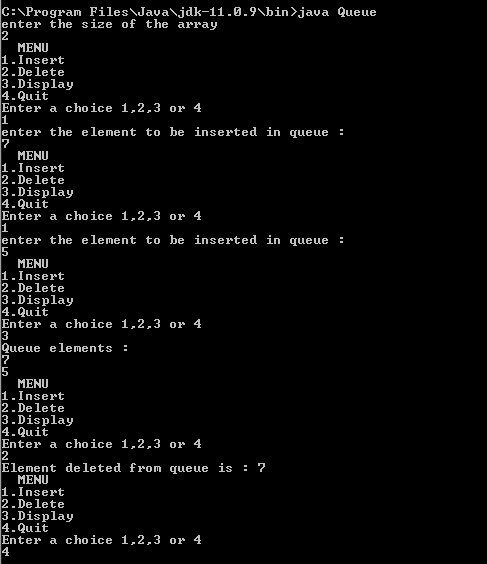 C:\Program Files\Java\jdk-11.0.9\bin>java Queue
enter the size of the array
2
  MENU
1.Insert
2.Delete
3.Display
4.Quit
Enter a choice 1,2,3 or 4
1
enter the element to be inserted in queue :
7
  MENU
1.Insert
2.Delete
3.Display
4.Quit
Enter a choice 1,2,3 or 4
1
enter the element to be inserted in queue :
5
  MENU
1.Insert
2.Delete
3.Display
4.Quit
Enter a choice 1,2,3 or 4
3
Queue elements :
7
5
  MENU
1.Insert
2.Delete
3.Display
4.Quit
Enter a choice 1,2,3 or 4
2
Element deleted from queue is : 7
  MENU
1.Insert
2.Delete
3.Display
4.Quit
Enter a choice 1,2,3 or 4
4